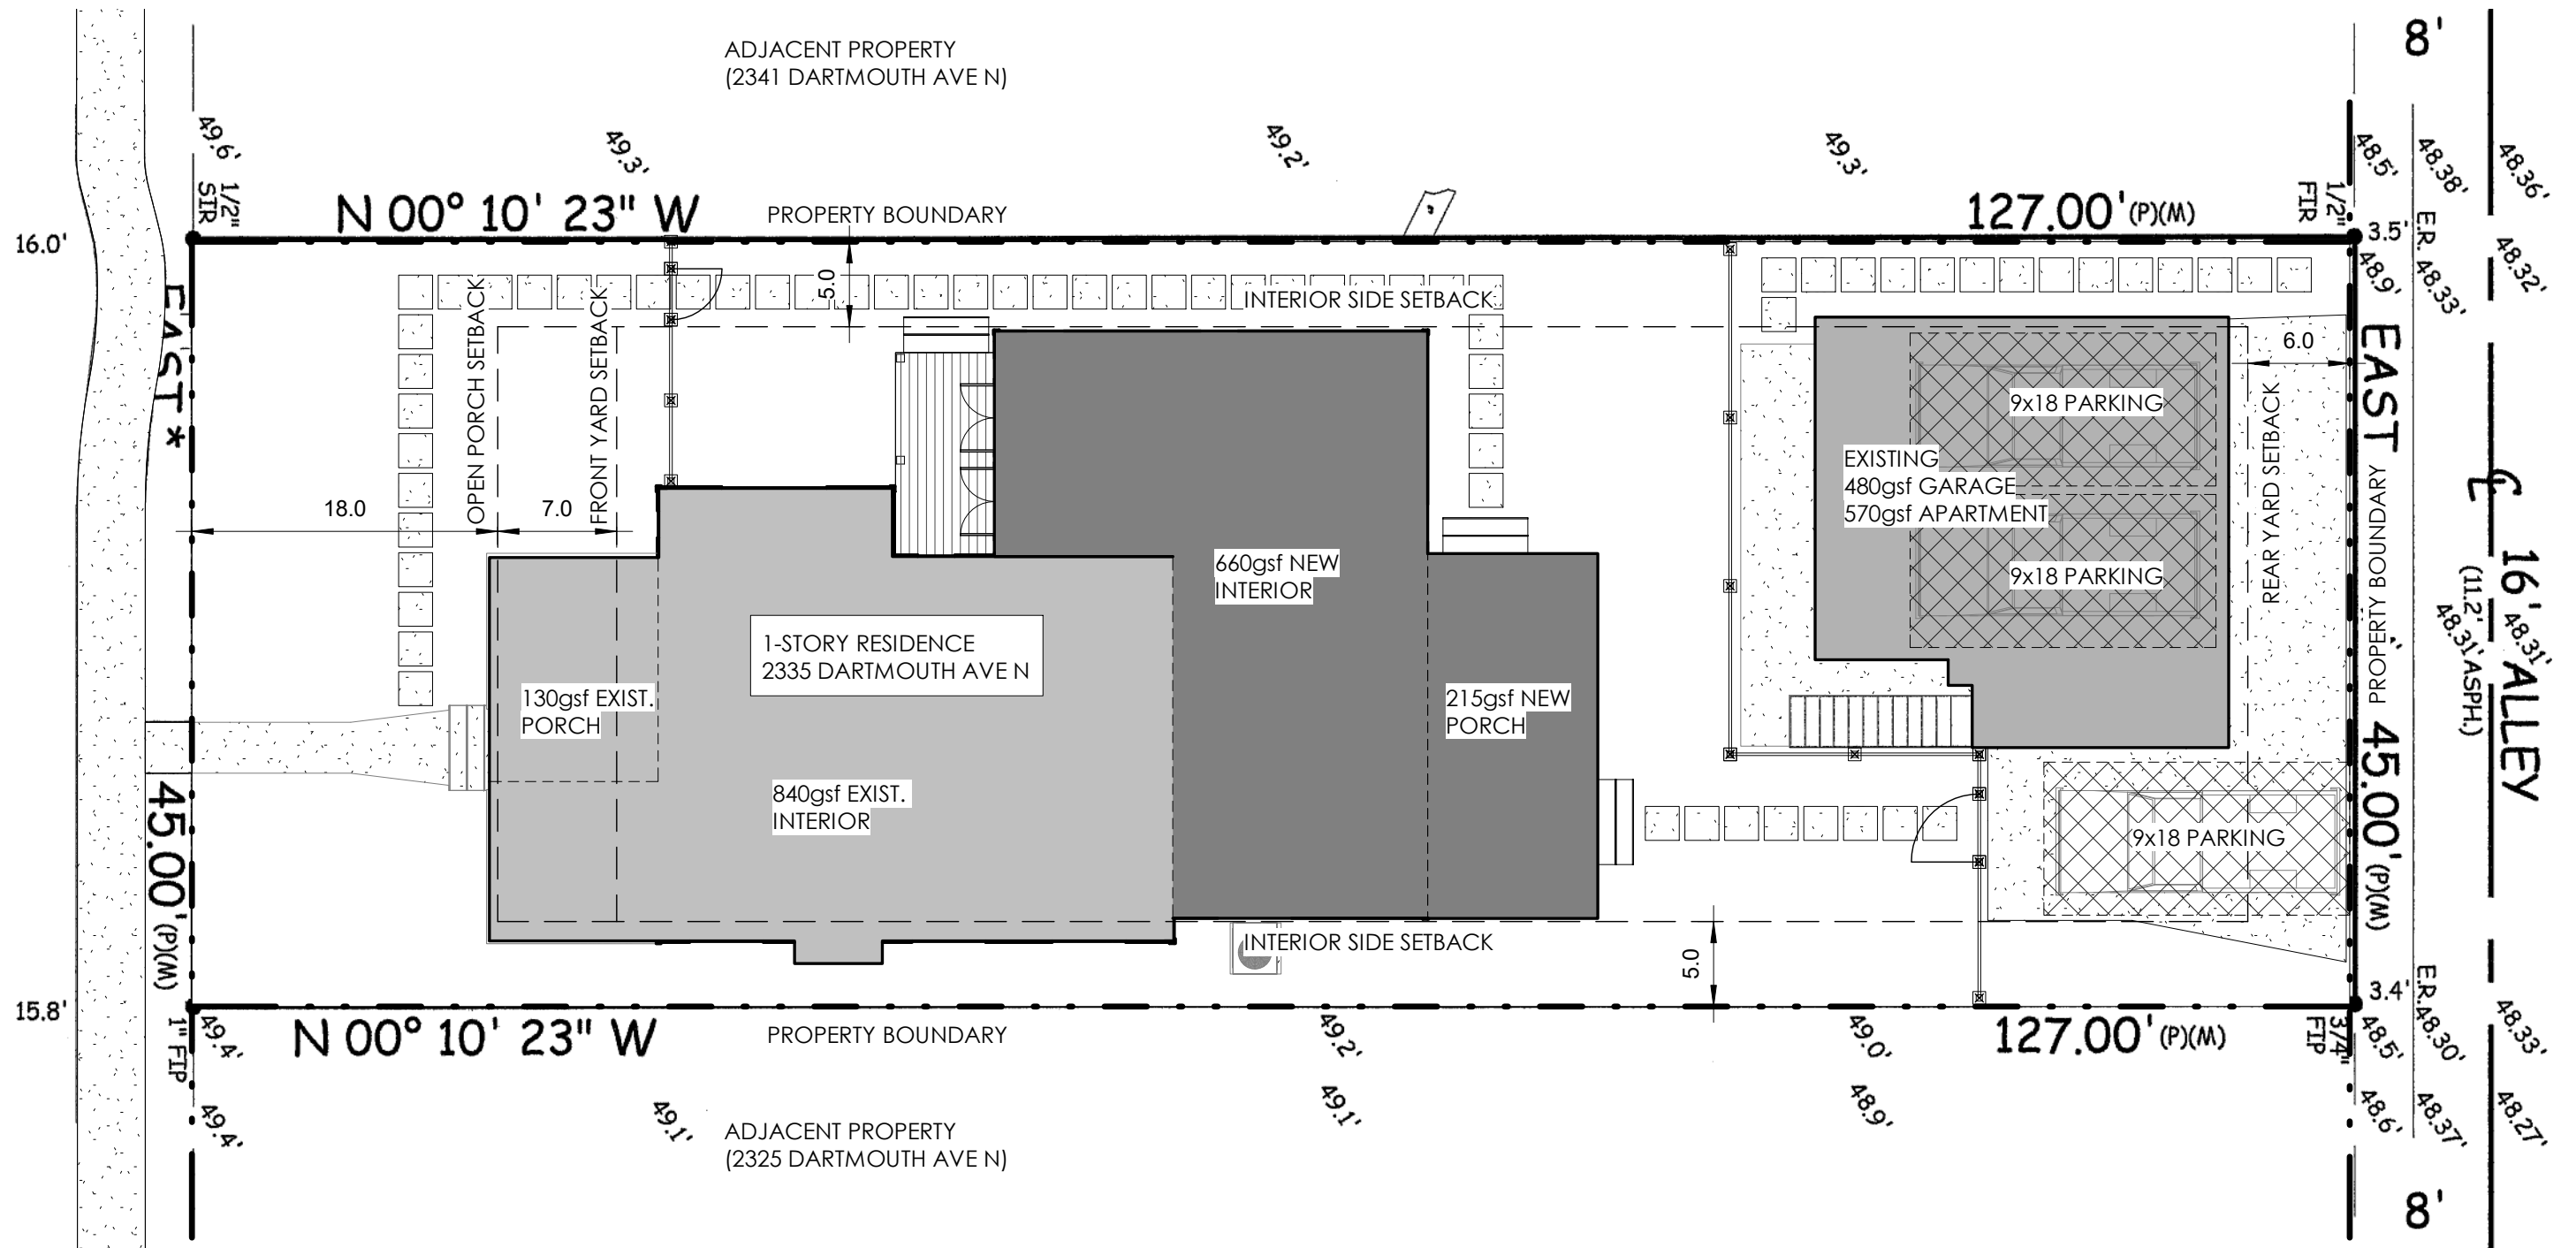 ADJACENT PROPERTY
(2341 DARTMOUTH AVE N)
8'
49.6'
49.3'
49.2'
49.3'
48.5'
48.38'
48.36'
1/2"
SIR
N 00° 10' 23" W
PROPERTY BOUNDARY
127.00' (P)(M)
1/2"
FIR
16.0'
3.5'
E.R.
48.9'
48.33'
48.32'
EAST *
5.0
INTERIOR SIDE SETBACK
OPEN PORCH SETBACK
FRONT YARD SETBACK
18.0
7.0
6.0
EAST
9x18 PARKING
EXISTING
480gsf GARAGE
570gsf APARTMENT
9x18 PARKING
REAR YARD SETBACK
PROPERTY BOUNDARY
℄
16' ALLEY
48.31'
(11.2' ASPH.)
48.31'
660gsf NEW
INTERIOR
1-STORY RESIDENCE
2335 DARTMOUTH AVE N
130gsf EXIST.
PORCH
215gsf NEW
PORCH
840gsf EXIST.
INTERIOR
9x18 PARKING
45.00' (P)(M)
45.00' (P)(M)
INTERIOR SIDE SETBACK
5.0
15.8'
3.4'
E.R.
1" FIP
49.4'
N 00° 10' 23" W
PROPERTY BOUNDARY
49.2'
49.0'
127.00' (P)(M)
3/4"
FIP
48.5'
48.30'
48.33'
49.4'
49.1'
ADJACENT PROPERTY
(2325 DARTMOUTH AVE N)
49.1'
48.9'
48.6'
48.37'
48.27'
8'